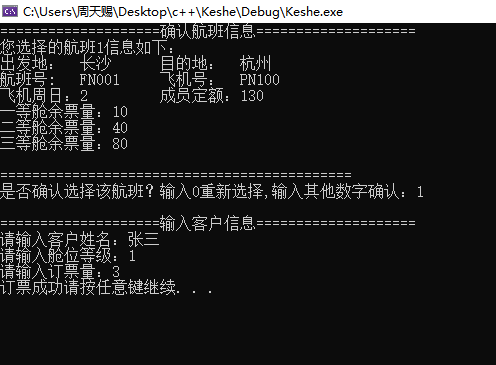 C:\Users\周天赐\Desktop\c++\Keshe\Debug\Keshe.exe
====================确认航班信息====================
您选择的航班1信息如下:
出发地: 长沙 目的地: 杭州
航班号: FN001 飞机号: PN100
飞机周日:2 成员定额:130
一等舱余票量:10
二等舱余票量:40
三等舱余票量:80
============================================
是否确认选择该航班?输入0重新选择,输入其他数字确认:1
====================输入客户信息====================
请输入客户姓名:张三
请输入舱位等级:1
请输入订票量:3
订票成功请按任意键继续. . .